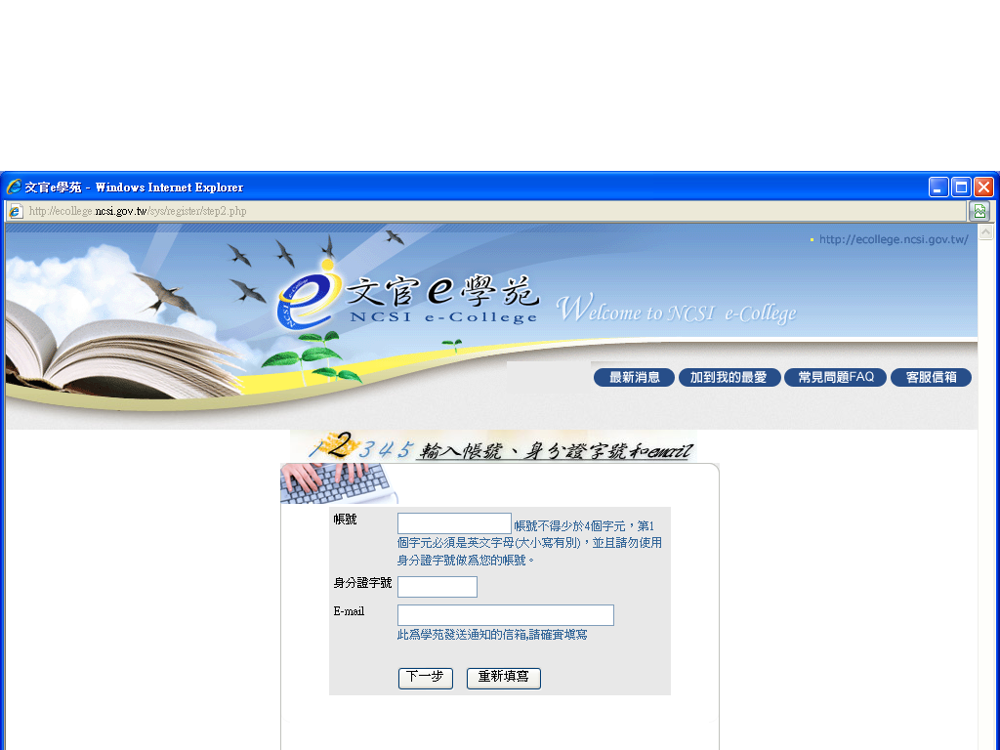 文官e學苑 - Windows Internet Explorer
http://ecollege.ncsi.gov.tw/sys/register/step2.php
http://ecollege.ncsi.gov.tw/
文官e學苑
NCSI e-College
NCSI e-College
Welcome to NCSI e-College
最新消息 加到我的最愛 常見問題FAQ 客服信箱
1 2 3 4 5 輸入帳號、身分證字號和email
帳號 帳號不得少於4個字元，第1
個字元必須是英文字母(大小寫有別)，並且請勿使用
身分證字號做為您的帳號。
身分證字號
E-mail
此為學苑發送通知的信箱,請確實填寫
下一步 重新填寫